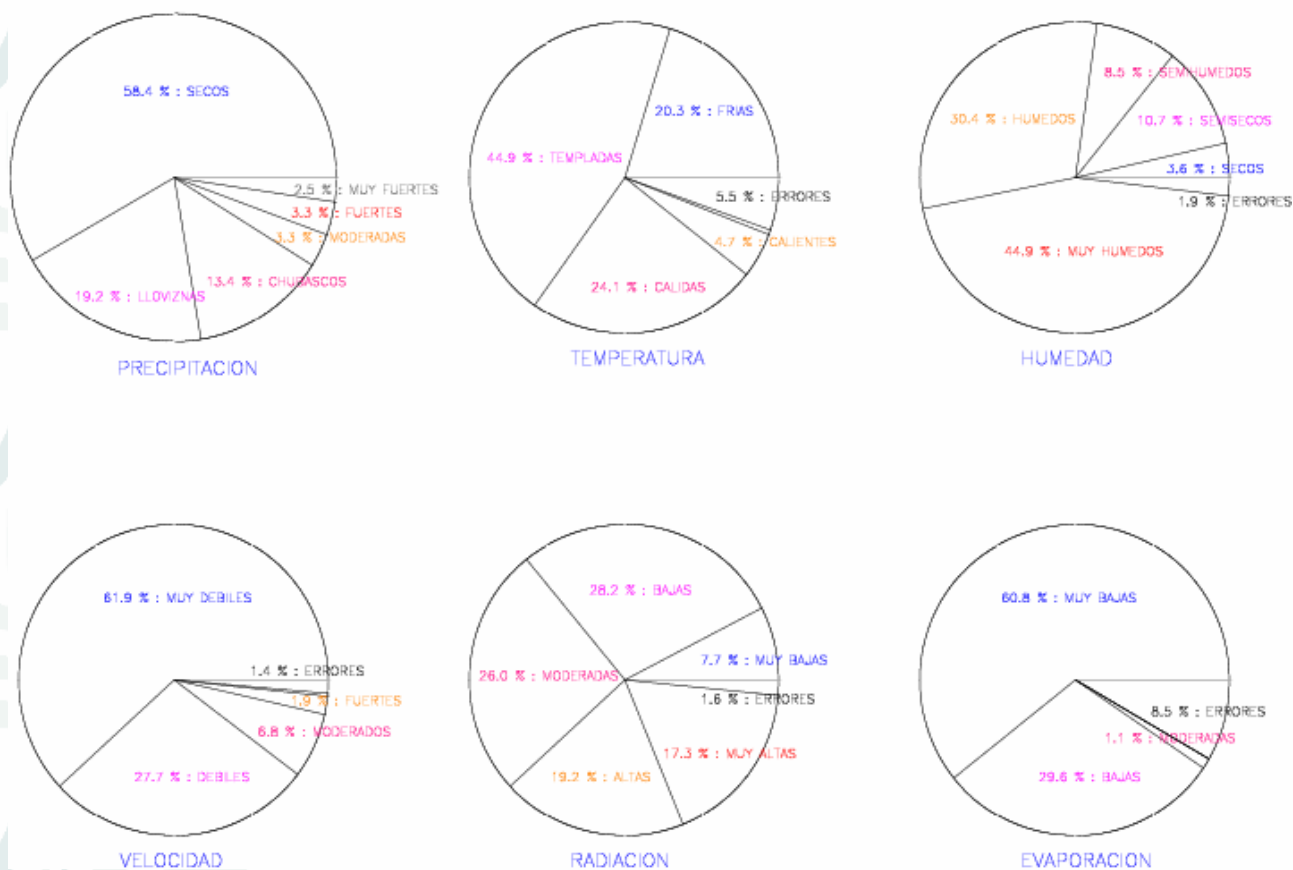 58.4 % : SECOS
2.5 % : MUY FUERTES
3.3 % : FUERTES
3.3 % : MODERADAS
13.4 % : CHUBASCOS
19.2 % : LLOVIZNAS
PRECIPITACION
20.3 % : FRIAS
44.9 % : TEMPLADAS
5.5 % : ERRORES
4.7 % : CALIENTES
24.1 % : CALIDAS
TEMPERATURA
8.5 % : SEMIHUMEDOS
30.4 % : HUMEDOS
10.7 % : SEMISECOS
3.6 % : SECOS
1.9 % : ERRORES
44.9 % : MUY HUMEDOS
HUMEDAD
61.9 % : MUY DEBILES
1.4 % : ERRORES
1.9 % : FUERTES
6.8 % : MODERADOS
27.7 % : DEBILES
VELOCIDAD
28.2 % : BAJAS
7.7 % : MUY BAJAS
26.0 % : MODERADAS
1.6 % : ERRORES
17.3 % : MUY ALTAS
19.2 % : ALTAS
RADIACION
60.8 % : MUY BAJAS
8.5 % : ERRORES
1.1 % : MODERADAS
29.6 % : BAJAS
EVAPORACION